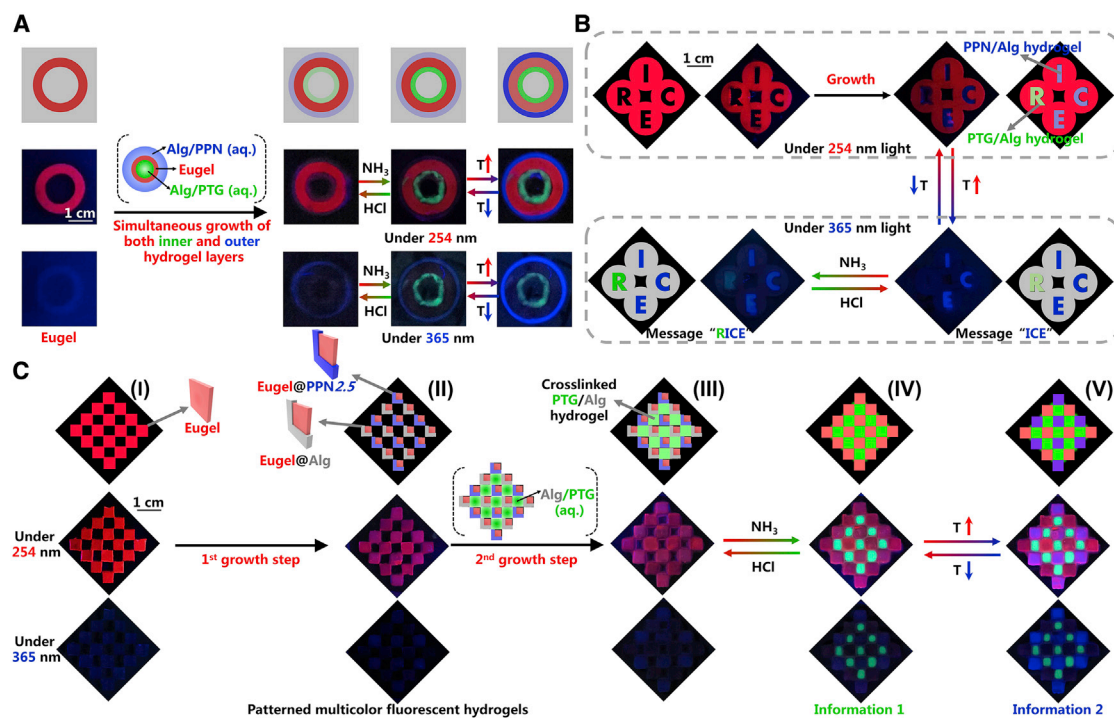 A
Alg/PPN (aq.)
Eugel
Alg/PTG (aq.)
1 cm
Simultaneous growth of
both inner and outer
hydrogel layers
Eugel
NH3
HCl
T
T
Under 254 nm
NH3
HCl
T
T
Under 365 nm
B
I
R C
E
1 cm
I
R C
E
Growth
I
R C
E
PPN/Alg hydrogel
I
R C
E
PTG/Alg hydrogel
Under 254 nm light
T
T
Under 365 nm light
I
R C
E
I
R C
E
NH3
HCl
I
C
E
I
R C
E
Message "RICE"
Message "ICE"
C
(I)
Eugel
Eugel@PPN2.5
Eugel@Alg
(II)
Crosslinked
PTG/Alg
hydrogel
(III)
(IV)
(V)
1 cm
Under
254 nm
1st growth step
Alg/PTG
(aq.)
2nd growth step
NH3
HCl
T
T
Under
365 nm
Patterned multicolor fluorescent hydrogels
Information 1
Information 2